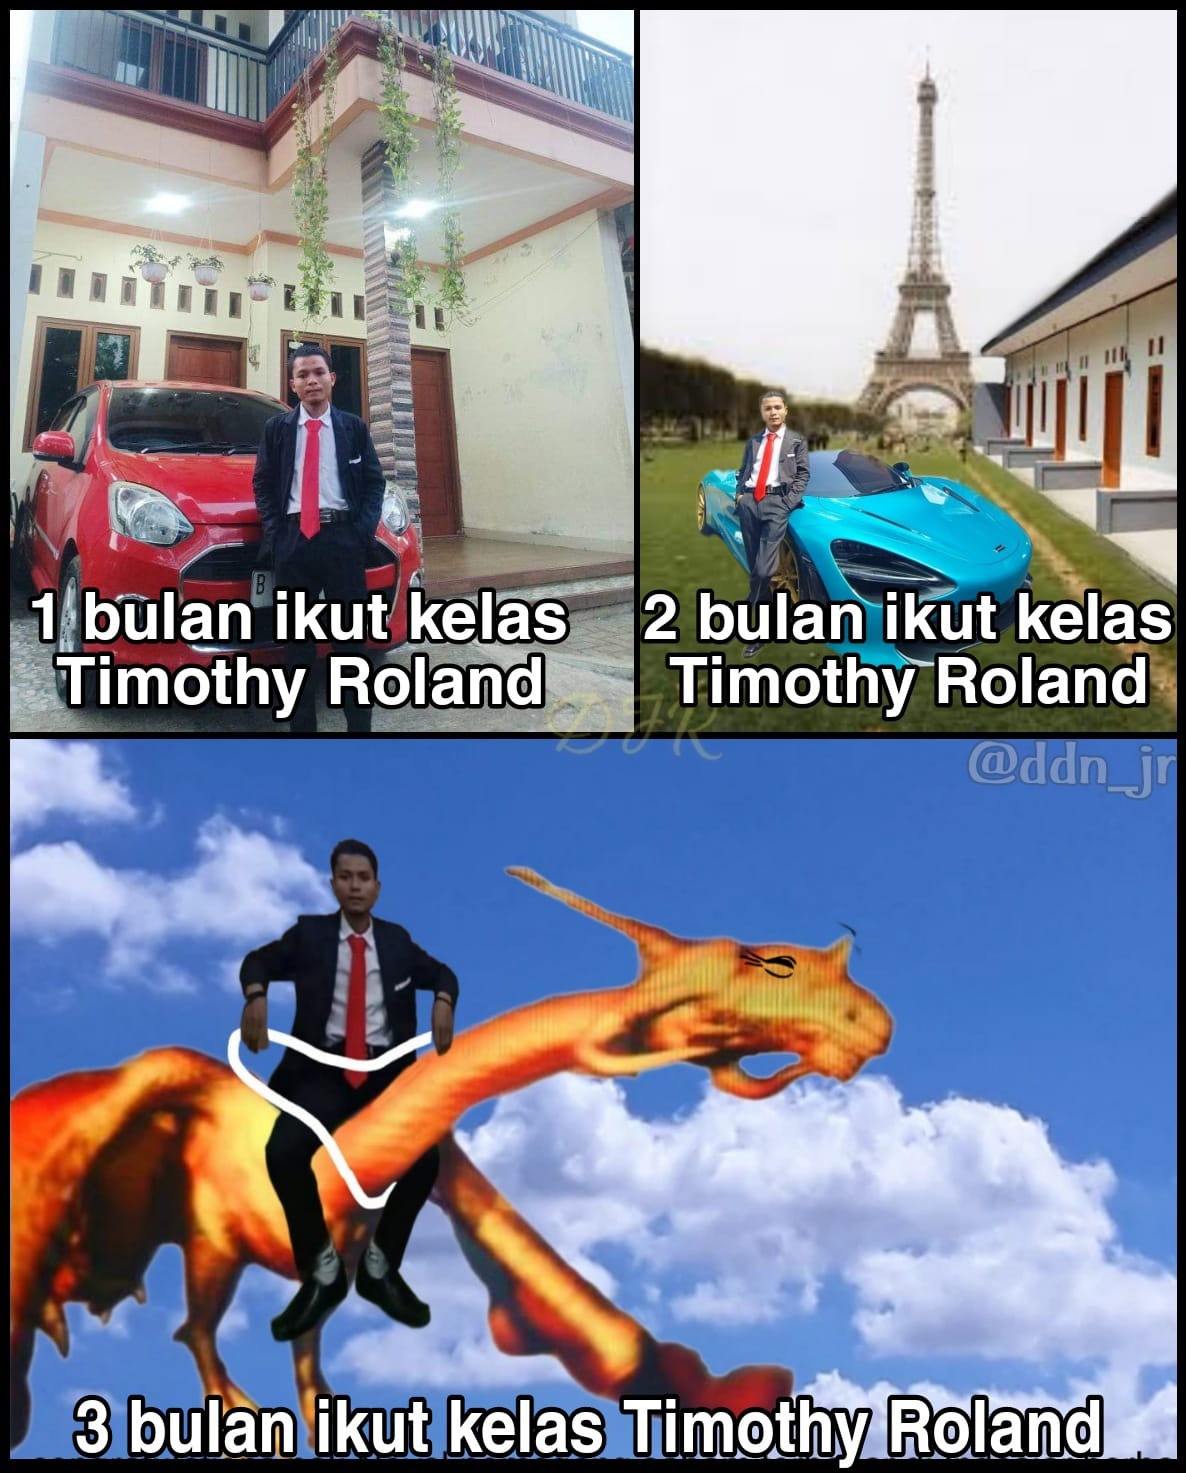 B
1 bulan ikut kelas
Timothy Roland
2 bulan ikut kelas
Timothy Roland
DJR
@ddn_jr
3 bulan ikut kelas Timothy Roland